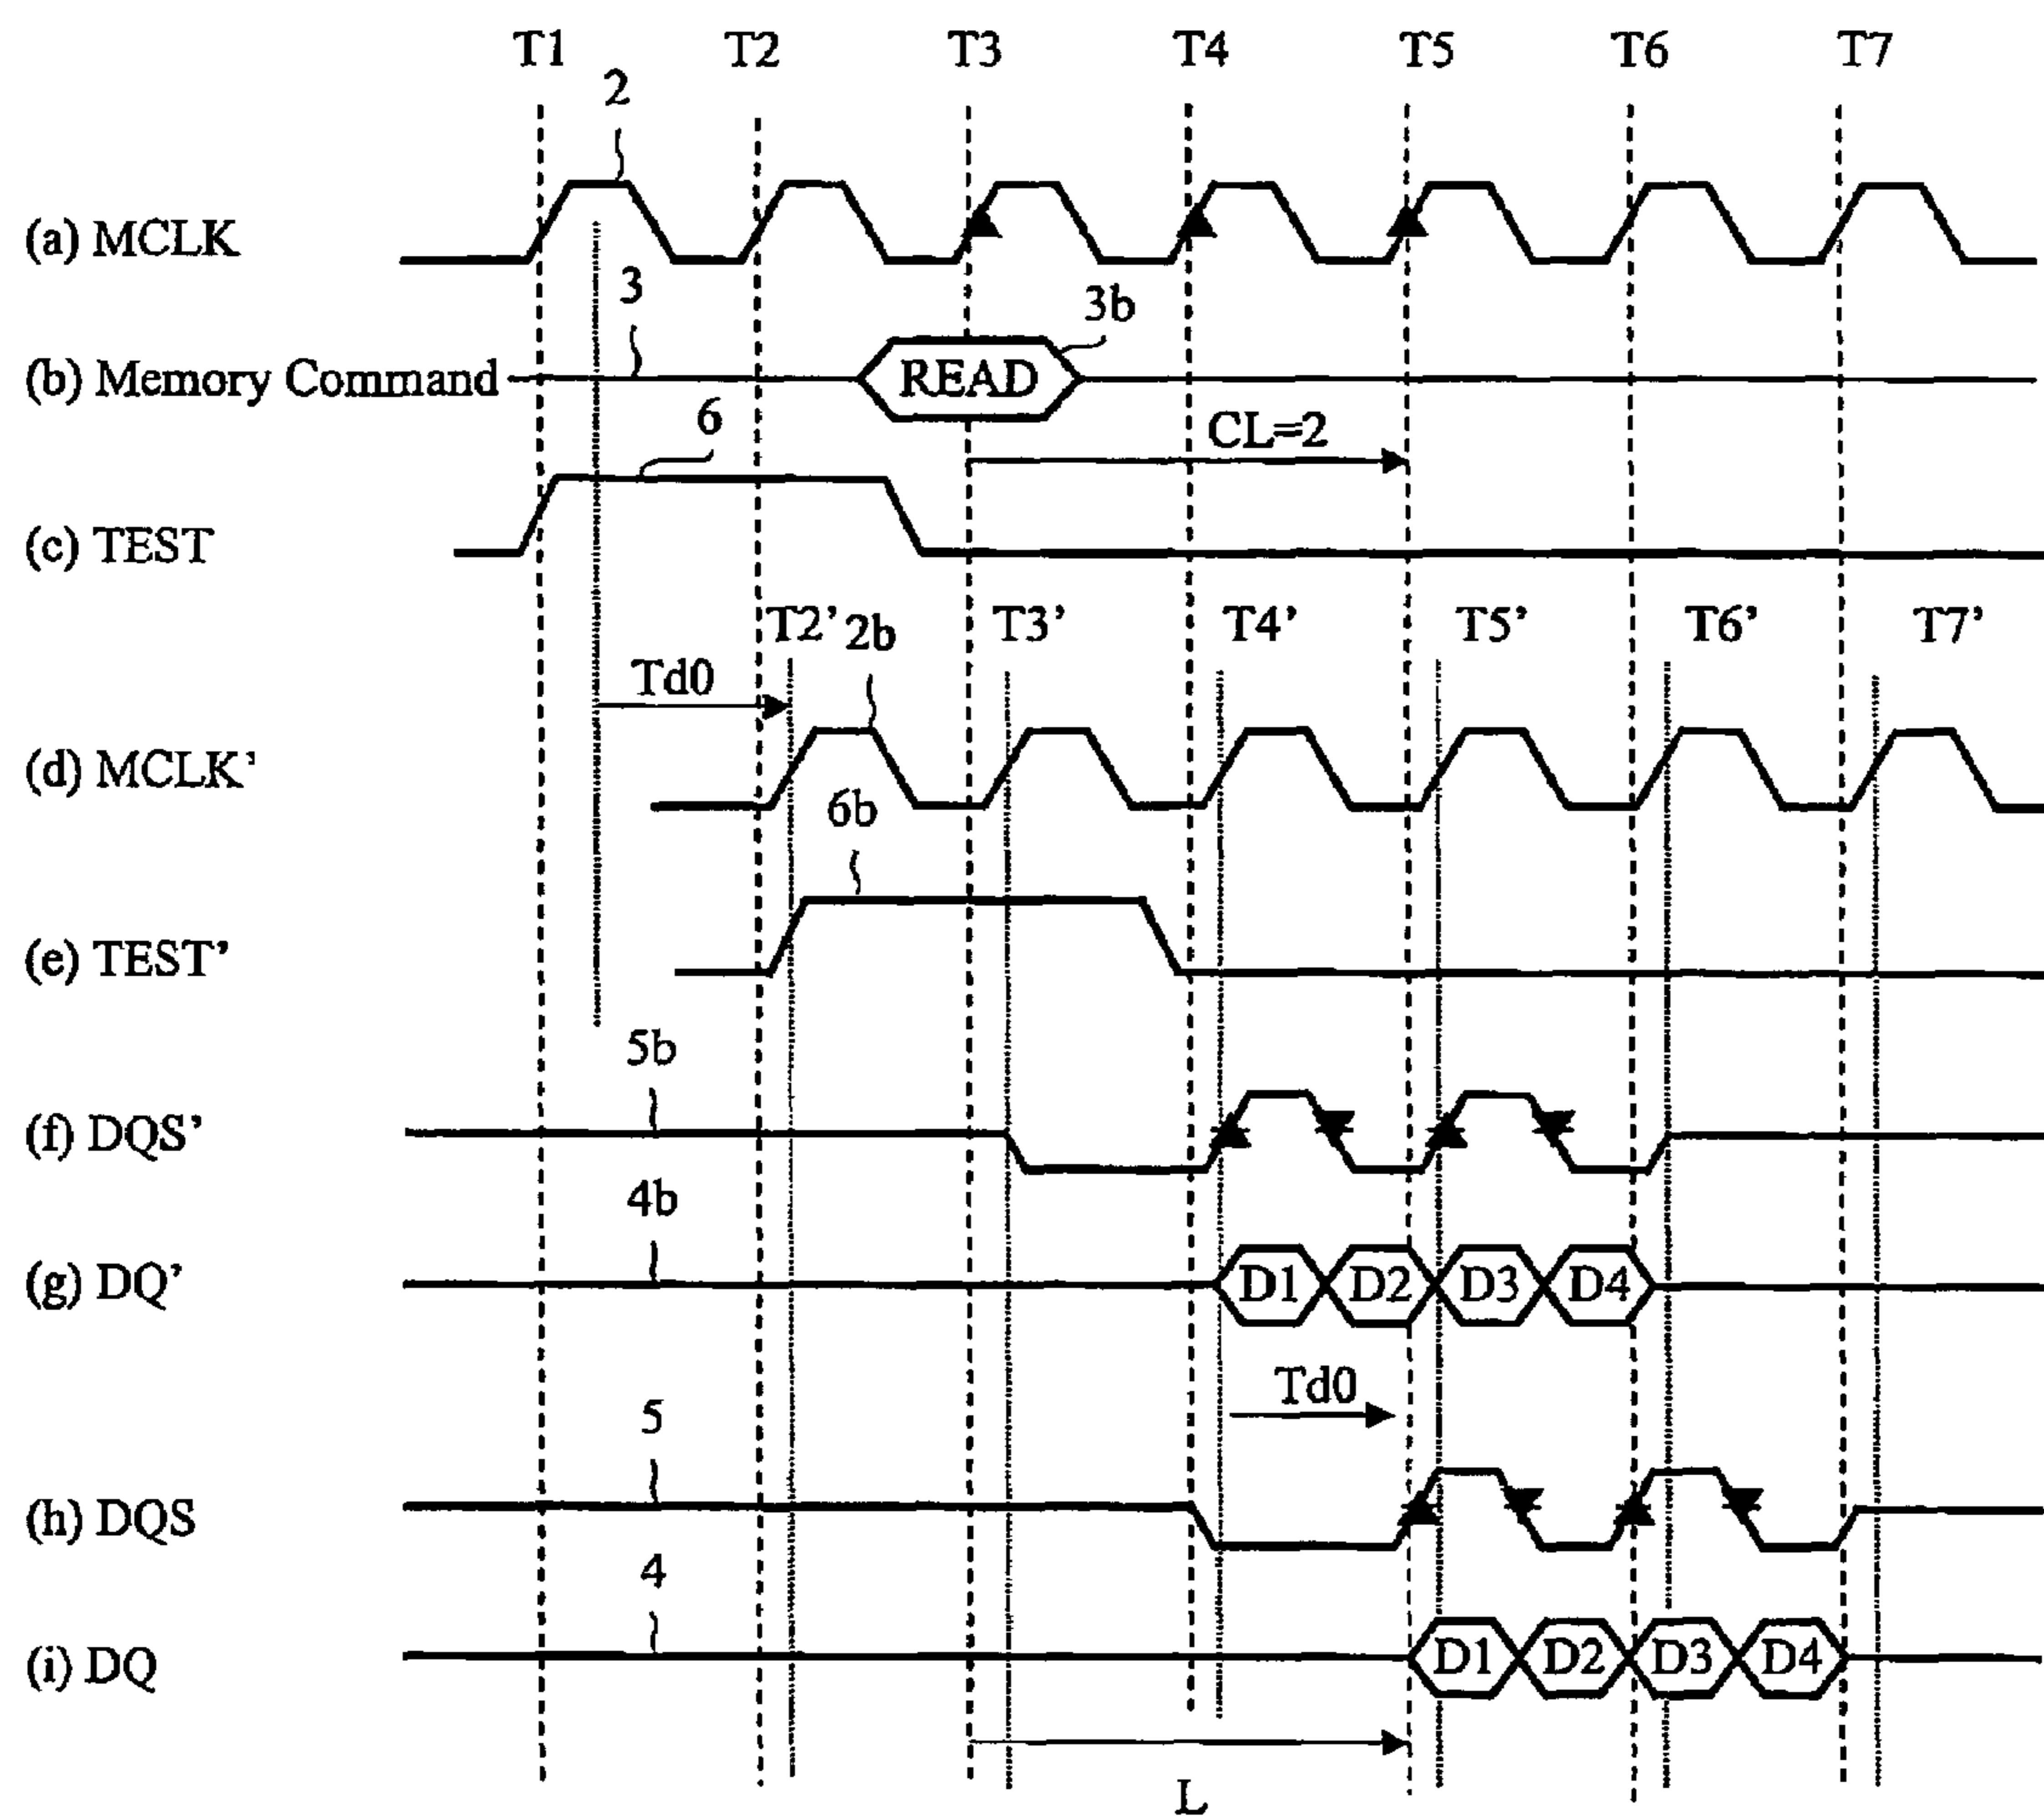 T1 T2 T3 T4 T5 T6 T7
2
(a) MCLK
3
3b
(b) Memory Command READ
6
CL=2
(c) TEST
T2' 2b T3' T4' T5' T6' T7'
Td0
(d) MCLK'
6b
(e) TEST'
5b
(f) DQS'
4b
(g) DQ' D1 D2 D3 D4
Td0
5
(h) DQS
4
(i) DQ D1 D2 D3 D4
L